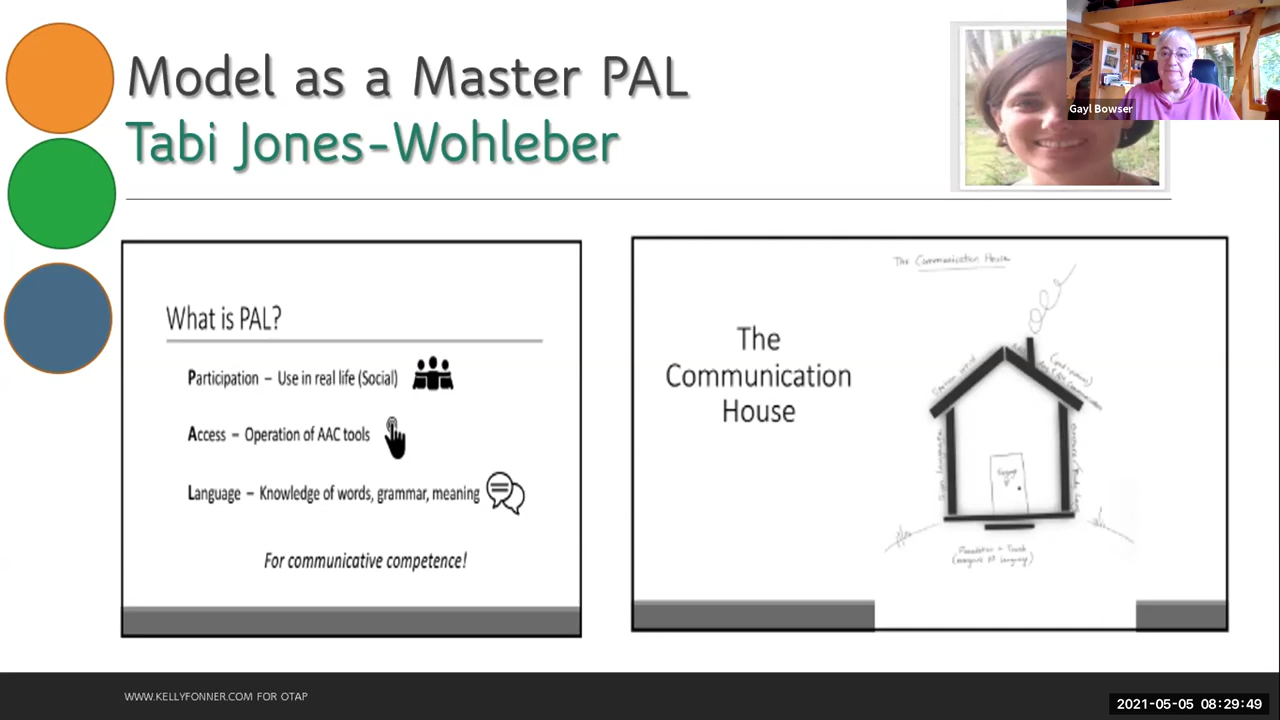 Model as a Master PAL
Tabi Jones-Wohleber
Gayl Bowser
What is PAL?
Participation – Use in real life (Social)
Access – Operation of AAC tools
Language – Knowledge of words, grammar, meaning
For communicative competence!
The
Communication
House
The Communication House
Foundation = Trunk
WWW.KELLYFONNER.COM FOR OTAP
2021-05-05 08:29:49